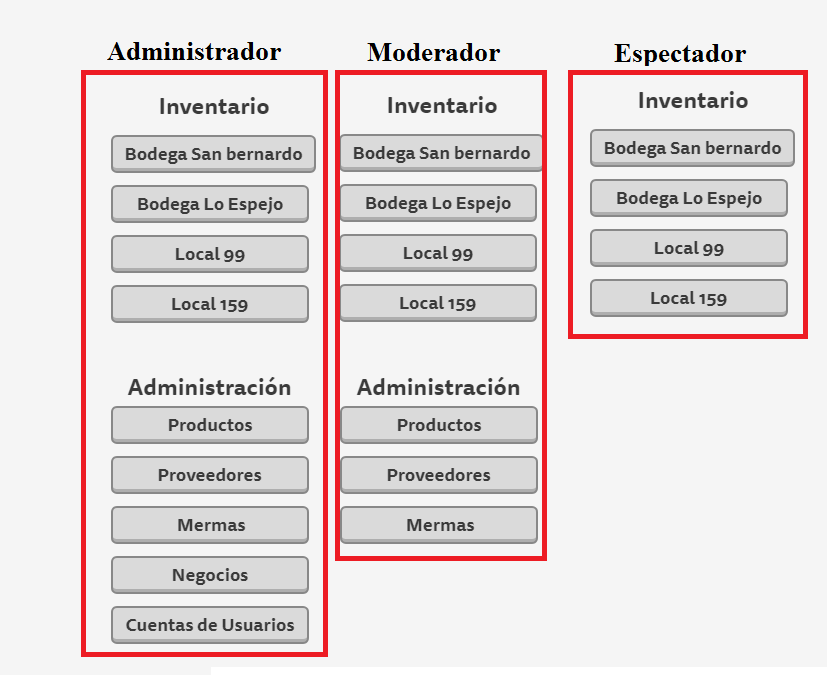 Administrador
Inventario
Bodega San bernardo
Bodega Lo Espejo
Local 99
Local 159
Administración
Productos
Proveedores
Mermas
Negocios
Cuentas de Usuarios
Moderador
Inventario
Bodega San bernardo
Bodega Lo Espejo
Local 99
Local 159
Administración
Productos
Proveedores
Mermas
Espectador
Inventario
Bodega San bernardo
Bodega Lo Espejo
Local 99
Local 159